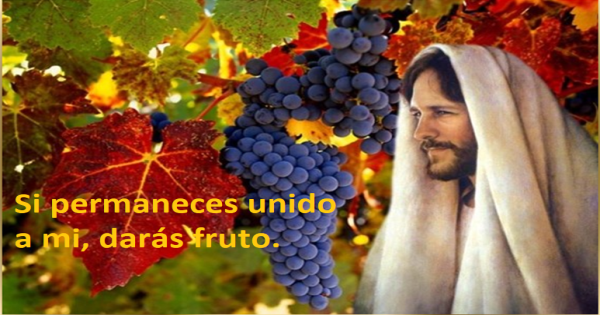 Si permaneces unido
a mi, darás fruto.